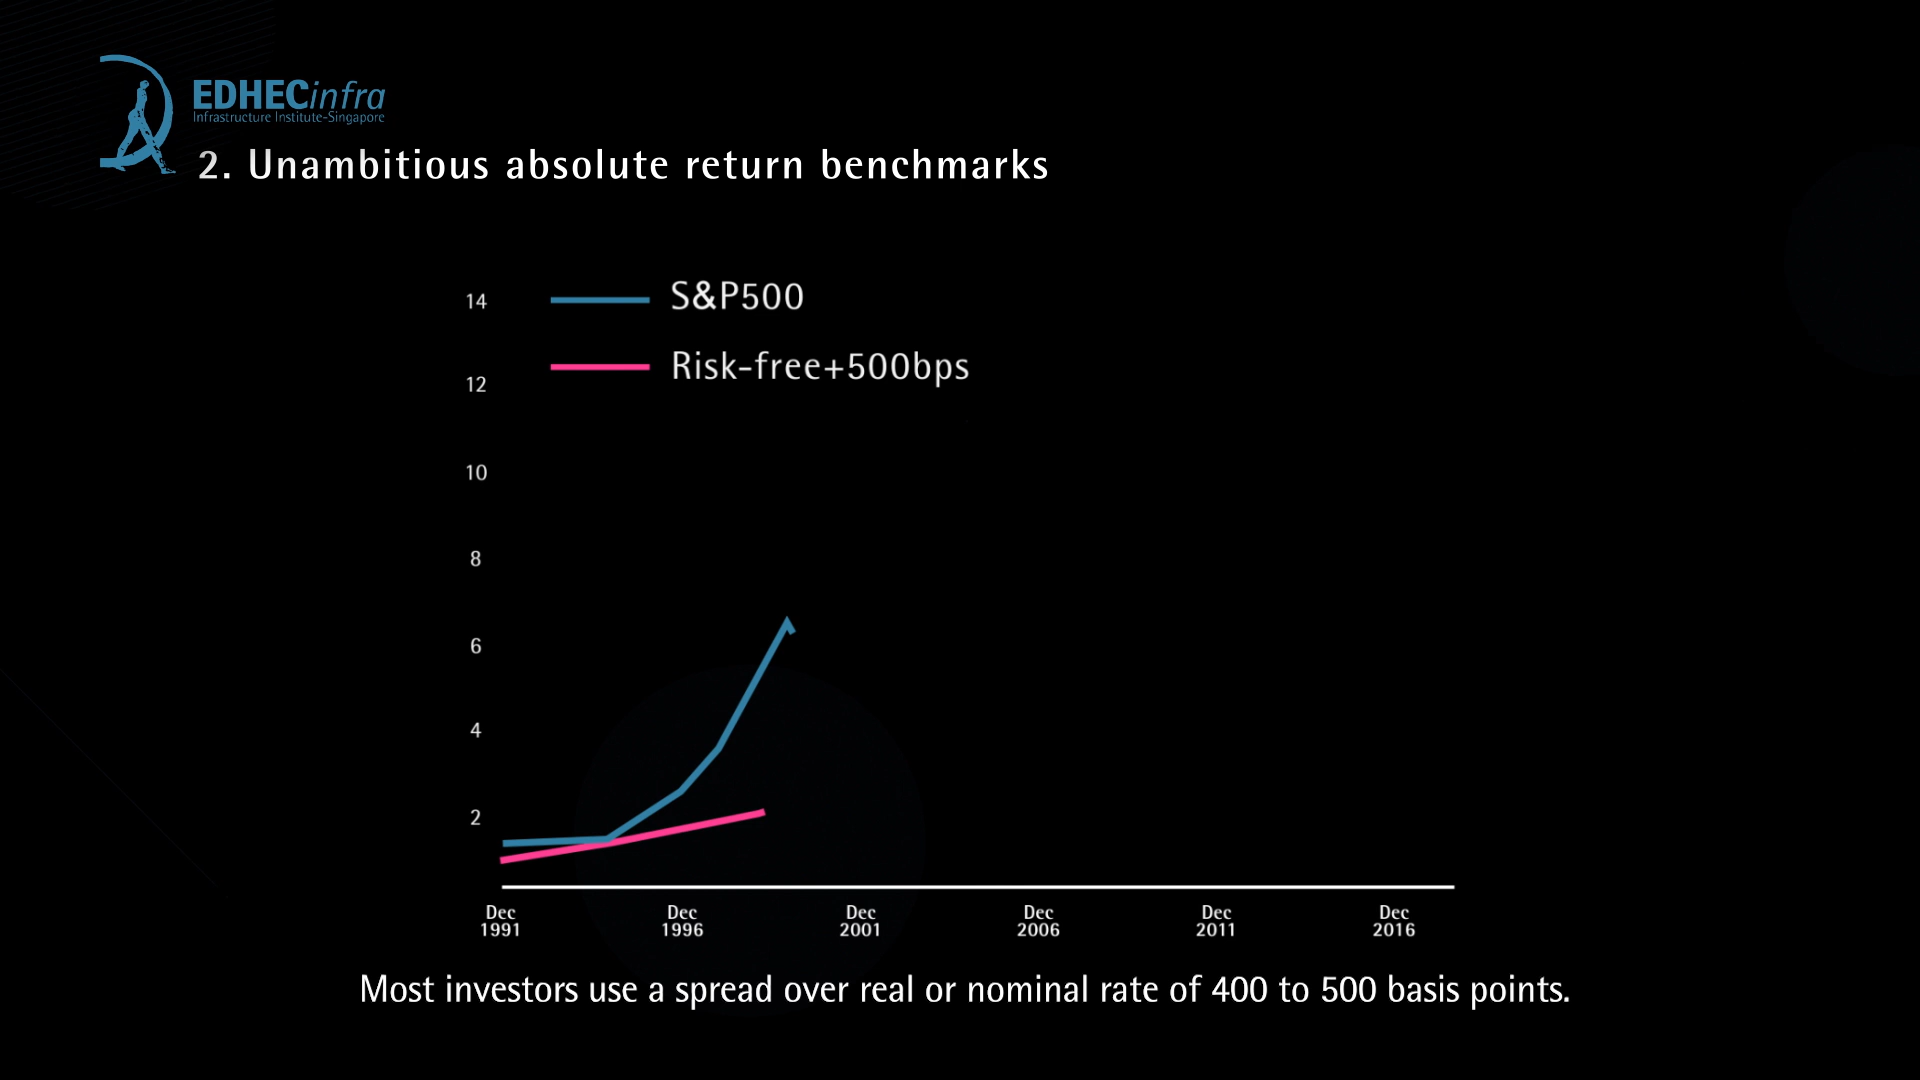 EDHECinfra
Infrastructure Institute-Singapore
2. Unambitious absolute return benchmarks
14
S&P500
Risk-free+500bps
12
10
8
6
4
2
Dec 1991
Dec 1996
Dec 2001
Dec 2006
Dec 2011
Dec 2016
Most investors use a spread over real or nominal rate of 400 to 500 basis points.